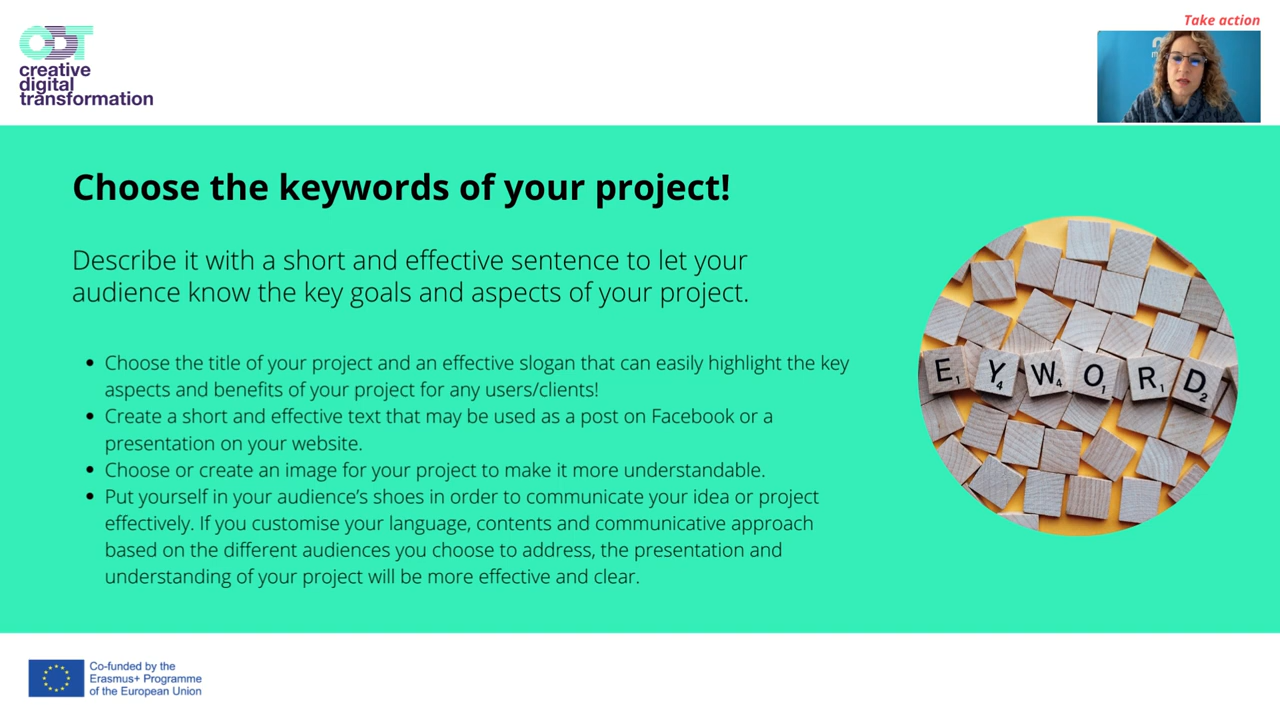 CDT
creative
digital
transformation
Take action
Choose the keywords of your project!
Describe it with a short and effective sentence to let your
audience know the key goals and aspects of your project.
• Choose the title of your project and an effective slogan that can easily highlight the key
aspects and benefits of your project for any users/clients!
• Create a short and effective text that may be used as a post on Facebook or a
presentation on your website.
• Choose or create an image for your project to make it more understandable.
• Put yourself in your audience’s shoes in order to communicate your idea or project
effectively. If you customise your language, contents and communicative approach
based on the different audiences you choose to address, the presentation and
understanding of your project will be more effective and clear.
E1 Y4 W4 O1 R1 D2
Co-funded by the
Erasmus+ Programme
of the European Union